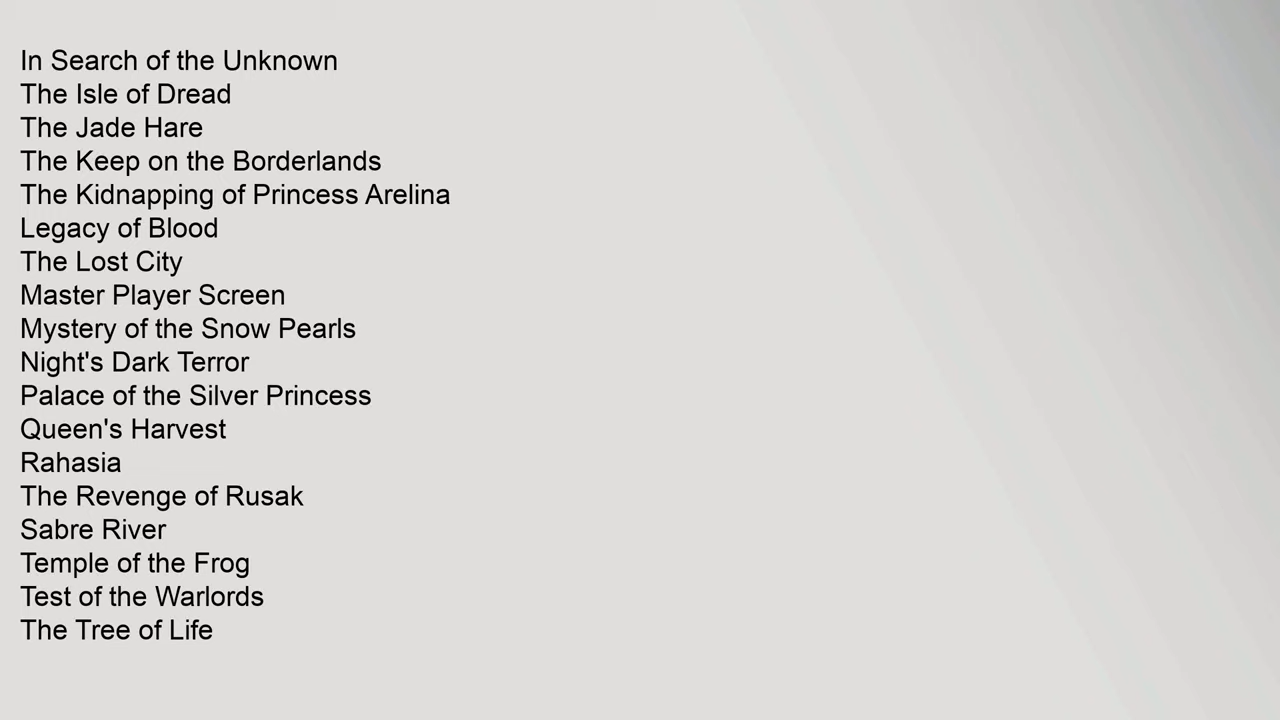 In Search of the Unknown
The Isle of Dread
The Jade Hare
The Keep on the Borderlands
The Kidnapping of Princess Arelina
Legacy of Blood
The Lost City
Master Player Screen
Mystery of the Snow Pearls
Night's Dark Terror
Palace of the Silver Princess
Queen's Harvest
Rahasia
The Revenge of Rusak
Sabre River
Temple of the Frog
Test of the Warlords
The Tree of Life